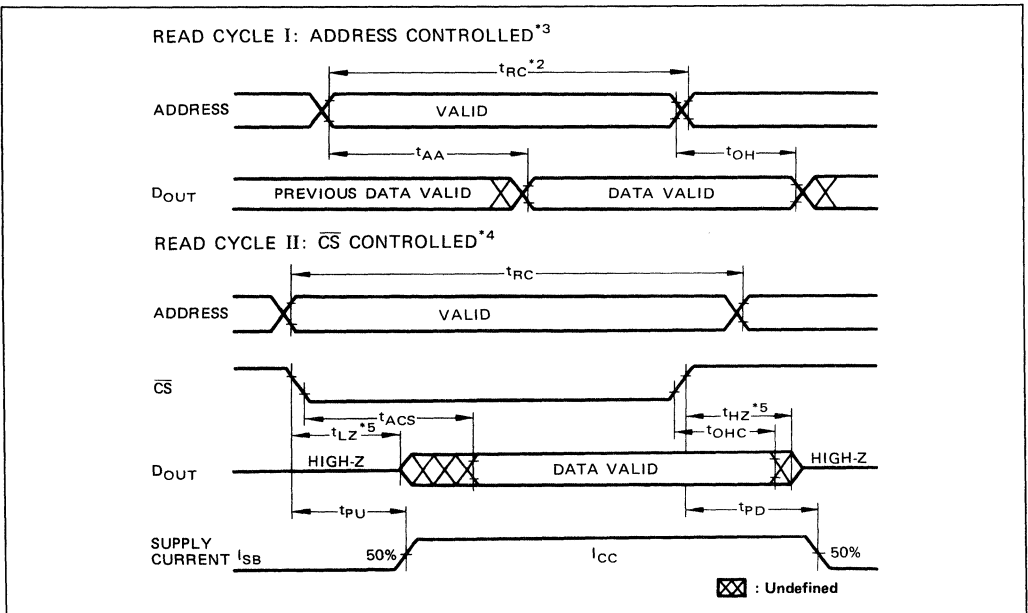 READ CYCLE I: ADDRESS CONTROLLED*3
tRC*2
ADDRESS
VALID
tAA
tOH
DOUT
PREVIOUS DATA VALID
DATA VALID
READ CYCLE II: C̅S̅ CONTROLLED*4
tRC
ADDRESS
VALID
C̅S̅
tACS
tHZ*5
tLZ*5
tOHC
HIGH-Z
HIGH-Z
DOUT
DATA VALID
tPU
tPD
SUPPLY
CURRENT ISB
50%
ICC
50%
: Undefined